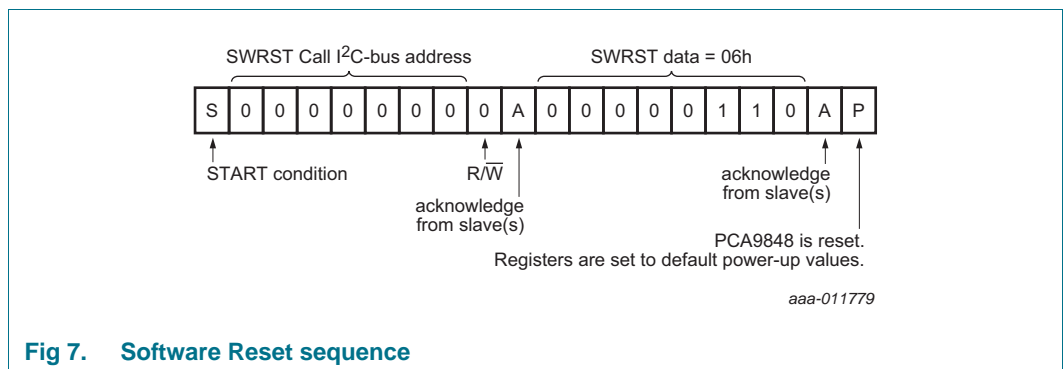 SWRST Call I²C-bus address SWRST data = 06h
S 0 0 0 0 0 0 0 0 A 0 0 0 0 0 1 1 0 A P
START condition R/W̅ acknowledge
acknowledge from slave(s)
from slave(s)
PCA9848 is reset.
Registers are set to default power-up values.
aaa-011779
Fig 7. Software Reset sequence